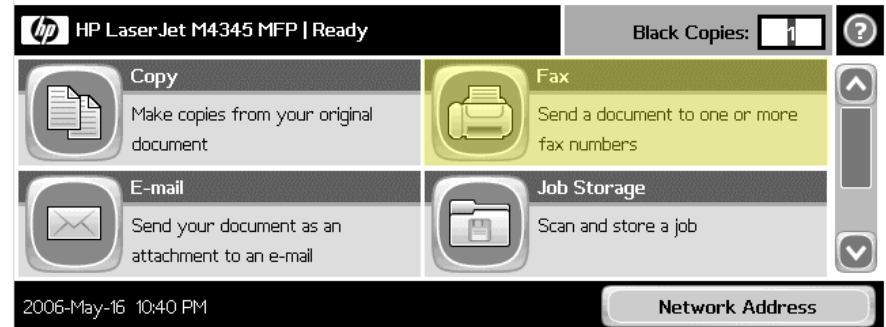 hp HP LaserJet M4345 MFP | Ready
Black Copies: 1 ?
Copy
Make copies from your original
document
Fax
Send a document to one or more
fax numbers
E-mail
Send your document as an
attachment to an e-mail
Job Storage
Scan and store a job
2006-May-16 10:40 PM
Network Address